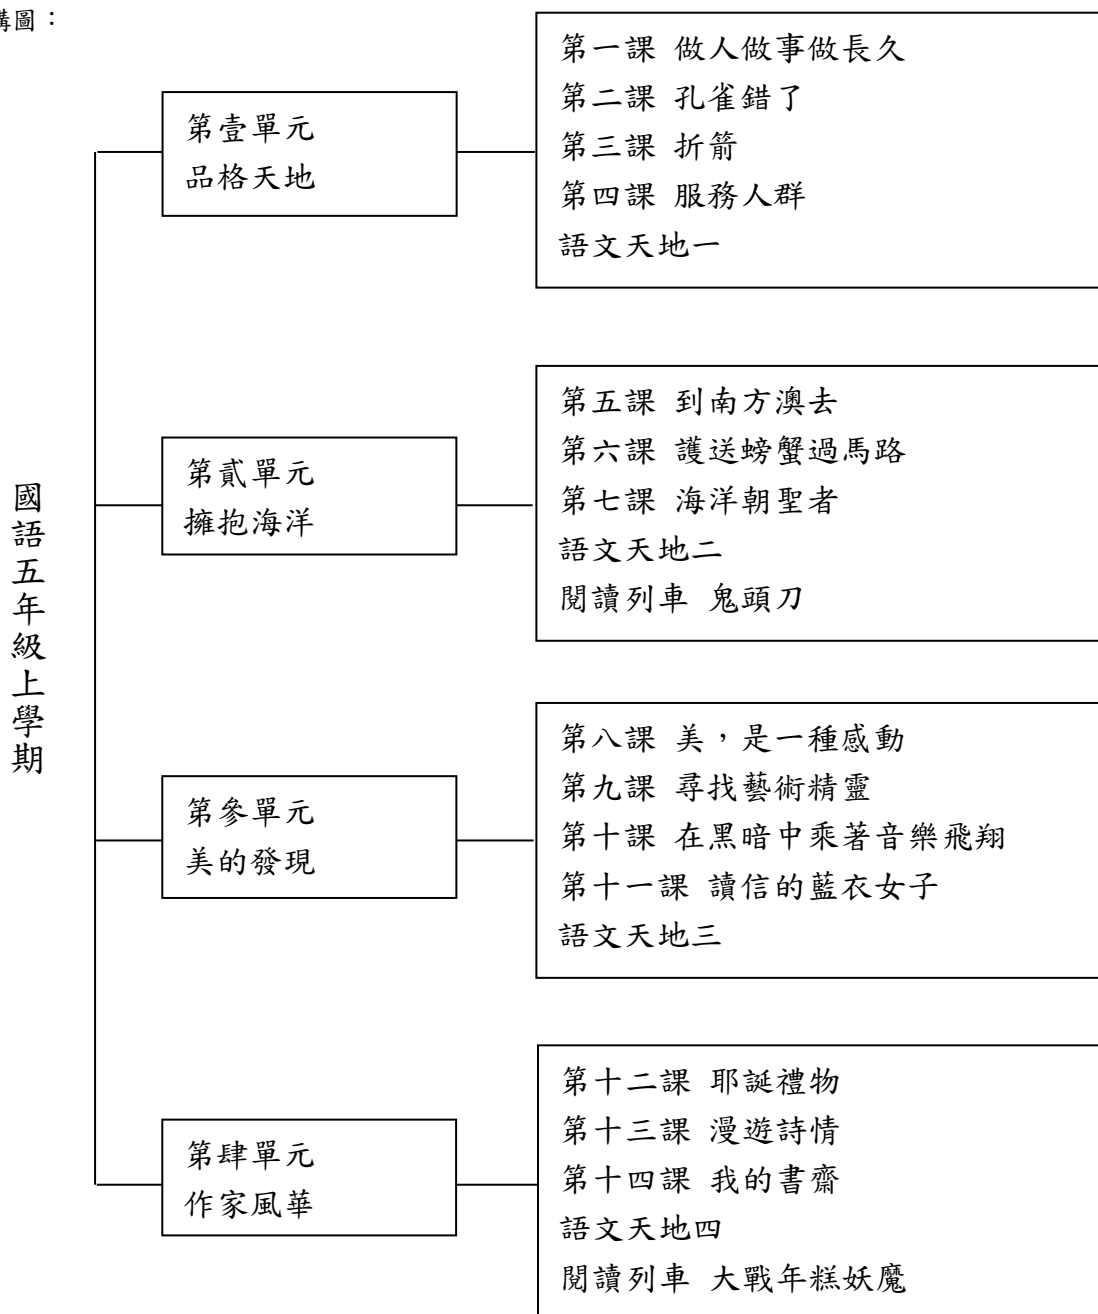 構圖：
國語五年級上學期
第壹單元
品格天地
第一課 做人做事做長久
第二課 孔雀錯了
第三課 折箭
第四課 服務人群
語文天地一
第貳單元
擁抱海洋
第五課 到南方澳去
第六課 護送螃蟹過馬路
第七課 海洋朝聖者
語文天地二
閱讀列車 鬼頭刀
第參單元
美的發現
第八課 美，是一種感動
第九課 尋找藝術精靈
第十課 在黑暗中乘著音樂飛翔
第十一課 讀信的藍衣女子
語文天地三
第肆單元
作家風華
第十二課 耶誕禮物
第十三課 漫遊詩情
第十四課 我的書齋
語文天地四
閱讀列車 大戰年糕妖魔